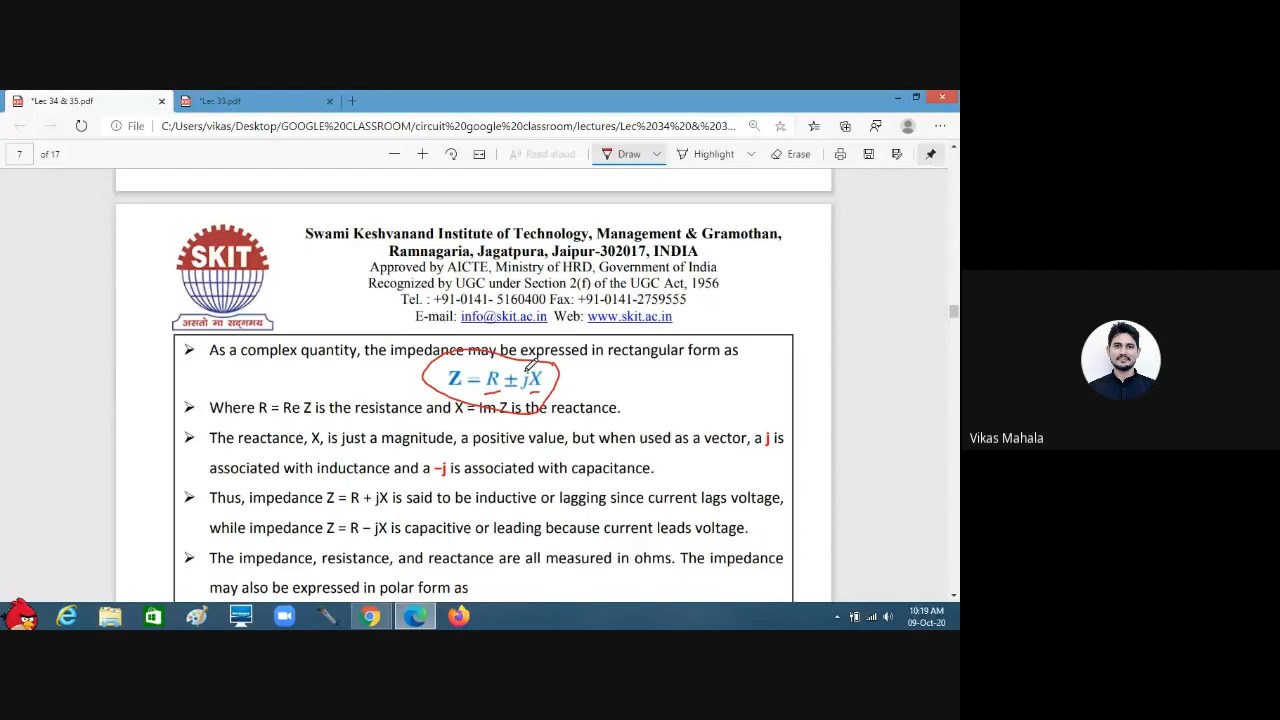 *Lec 34 & 35.pdf
*Lec 33.pdf
File C:/Users/vikas/Desktop/GOOGLE%20CLASSROOM/circuit%20google%20classroom/lectures/Lec%2034%20&%203...
7 of 17
Read aloud Draw Highlight Erase
SKIT
असतो मा सद्गमय
Swami Keshvanand Institute of Technology, Management & Gramothan,
Ramnagaria, Jagatpura, Jaipur-302017, INDIA
Approved by AICTE, Ministry of HRD, Government of India
Recognized by UGC under Section 2(f) of the UGC Act, 1956
Tel. : +91-0141- 5160400 Fax: +91-0141-2759555
E-mail: info@skit.ac.in Web: www.skit.ac.in
➢ As a complex quantity, the impedance may be expressed in rectangular form as
Z = R ± jX
➢ Where R = Re Z is the resistance and X = Im Z is the reactance.
➢ The reactance, X, is just a magnitude, a positive value, but when used as a vector, a j is
associated with inductance and a –j is associated with capacitance.
➢ Thus, impedance Z = R + jX is said to be inductive or lagging since current lags voltage,
while impedance Z = R − jX is capacitive or leading because current leads voltage.
➢ The impedance, resistance, and reactance are all measured in ohms. The impedance
may also be expressed in polar form as
10:19 AM
09-Oct-20
Vikas Mahala